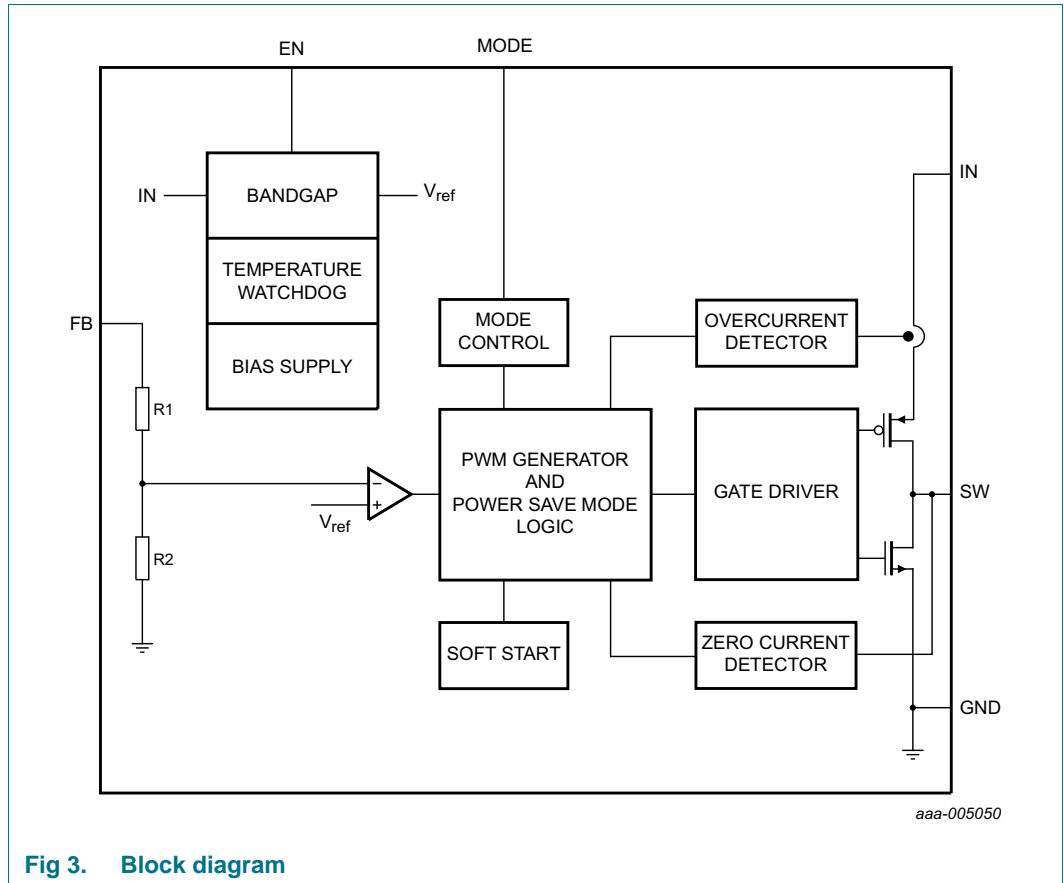 EN
MODE
IN
BANDGAP
Vref
TEMPERATURE
WATCHDOG
BIAS SUPPLY
FB
R1
R2
MODE
CONTROL
OVERCURRENT
DETECTOR
IN
PWM GENERATOR
AND
POWER SAVE MODE
LOGIC
GATE DRIVER
SW
−
+
Vref
SOFT START
ZERO CURRENT
DETECTOR
GND
aaa-005050
Fig 3. Block diagram